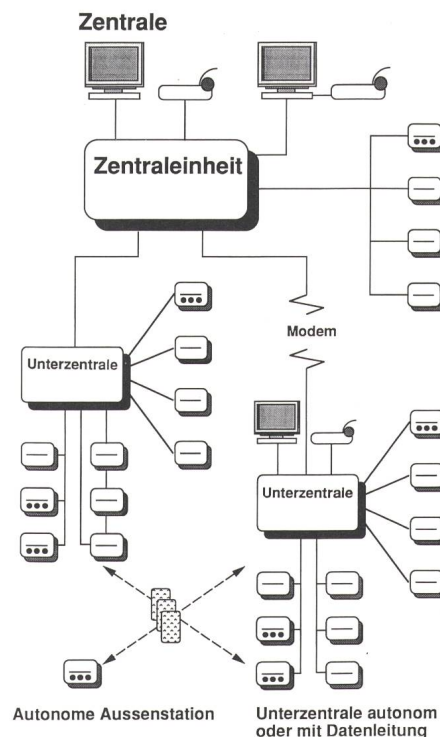 Zentrale
Zentraleinheit
Modem
Unterzentrale
Unterzentrale
Autonome Aussenstation
Unterzentrale autonom
oder mit Datenleitung